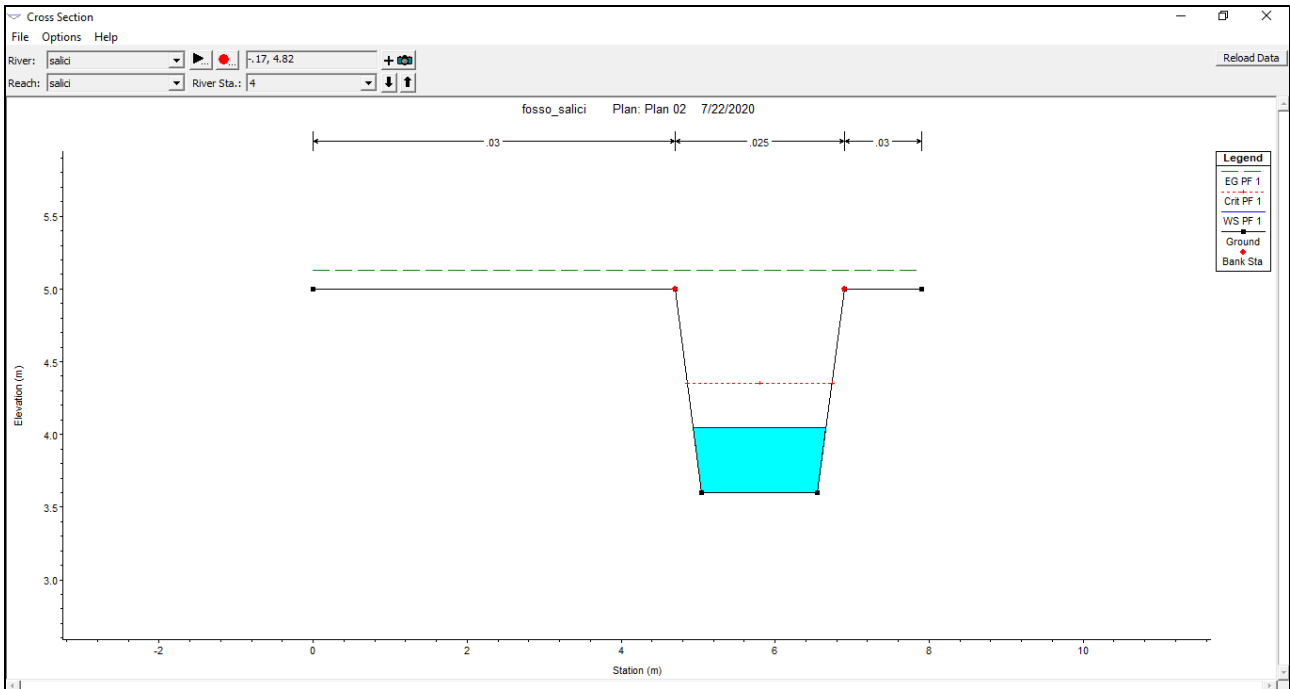 Cross Section
File Options Help
River: salici -.17, 4.82 Reload Data
Reach: salici River Sta.: 4
fosso_salici Plan: Plan 02 7/22/2020
.03 .025 .03
Legend
EG PF 1
Crit PF 1
WS PF 1
Ground
Bank Sta
5.5
5.0
4.5
4.0
3.5
3.0
Elevation (m)
-2 0 2 4 6 8 10
Station (m)